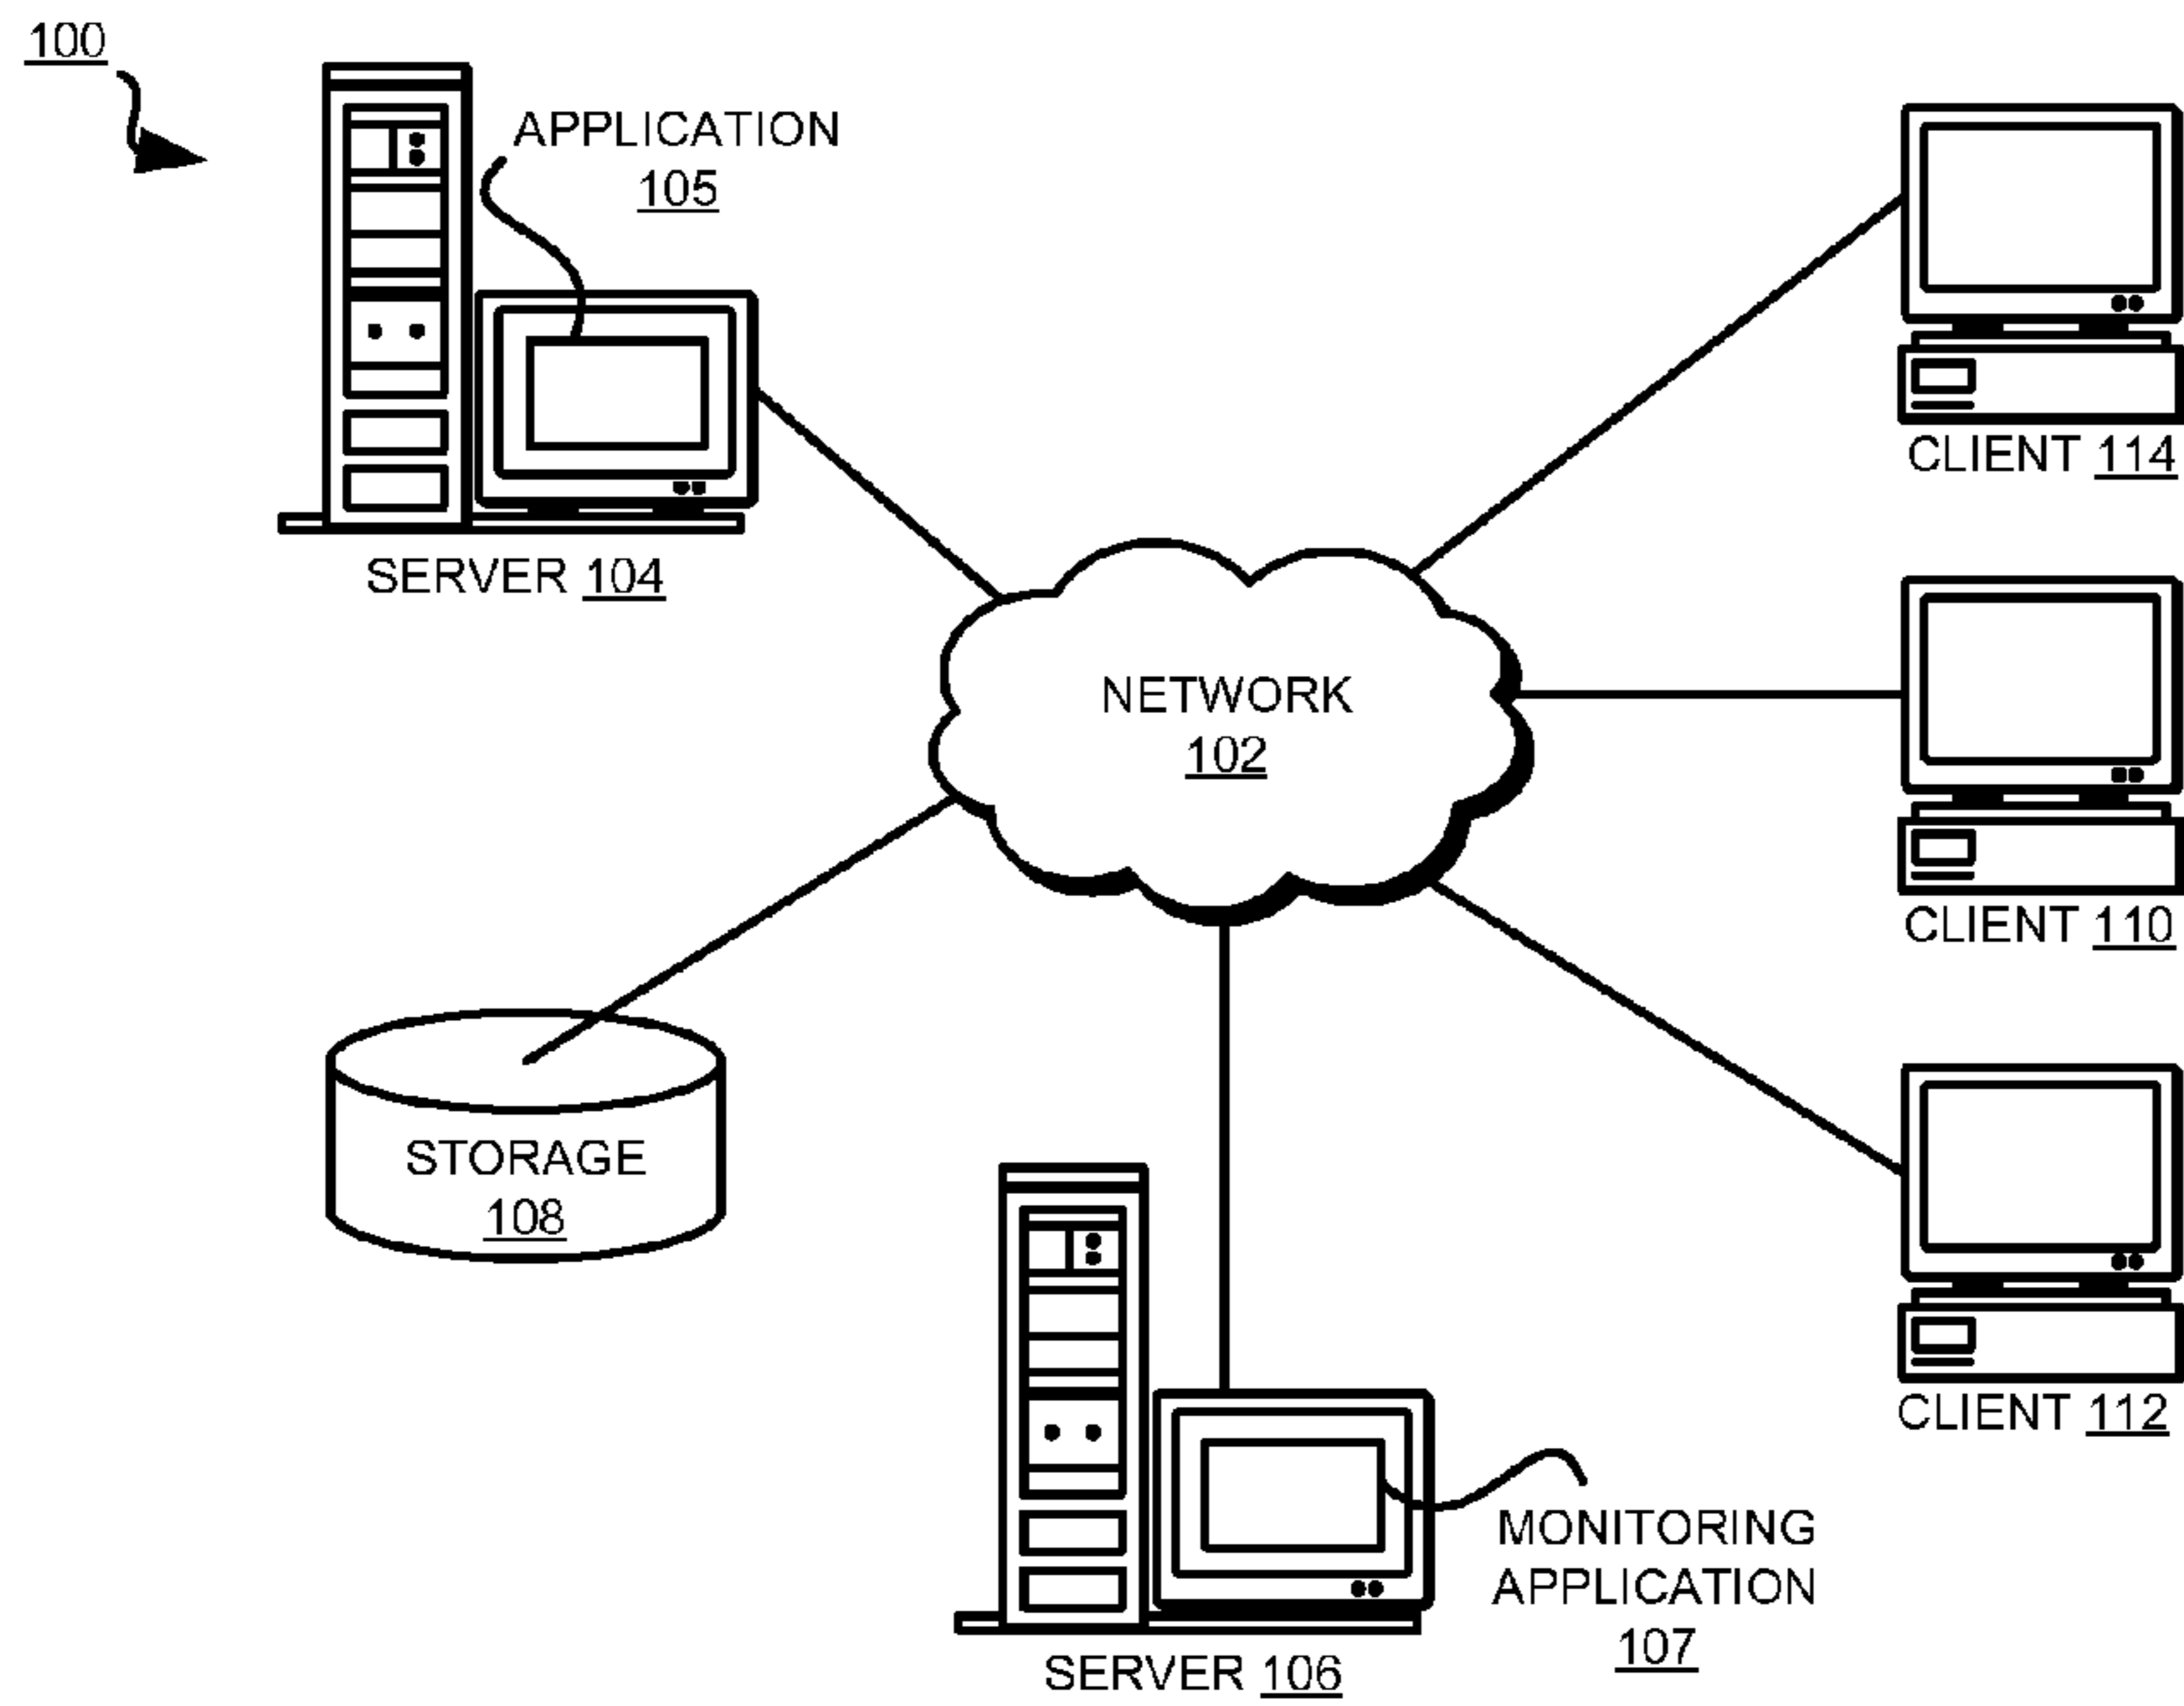 100
APPLICATION
105
SERVER 104
CLIENT 114
NETWORK
102
CLIENT 110
STORAGE
108
CLIENT 112
MONITORING
APPLICATION
107
SERVER 106